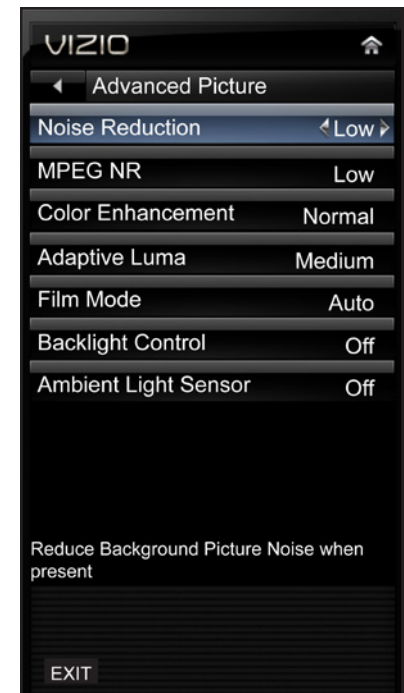 VIZIO
Advanced Picture
Noise Reduction Low
MPEG NR Low
Color Enhancement Normal
Adaptive Luma Medium
Film Mode Auto
Backlight Control Off
Ambient Light Sensor Off
Reduce Background Picture Noise when
present
EXIT